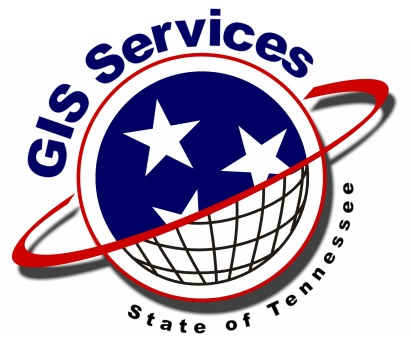 GIS Services
State of Tennessee